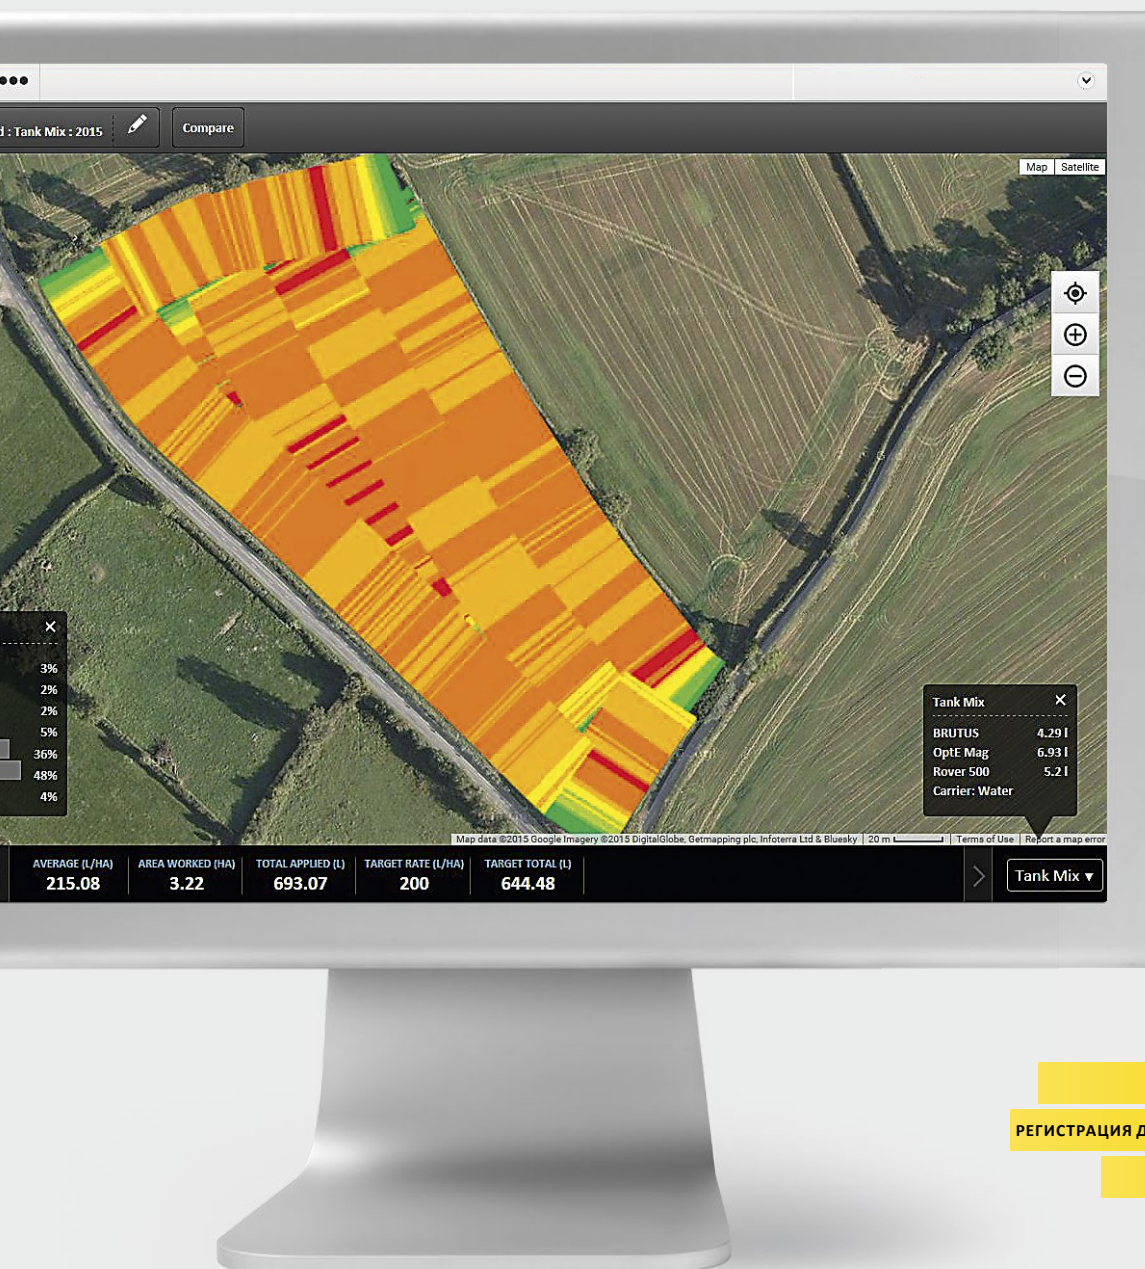 d : Tank Mix : 2015
Compare
Map
Satellite
3%
2%
2%
5%
36%
48%
4%
Tank Mix
BRUTUS 4.29 l
OptE Mag 6.93 l
Rover 500 5.2 l
Carrier: Water
Map data ©2015 Google Imagery ©2015 DigitalGlobe, Getmapping plc, Infoterra Ltd & Bluesky
20 m
Terms of Use
Report a map error
AVERAGE (L/HA)
215.08
AREA WORKED (HA)
3.22
TOTAL APPLIED (L)
693.07
TARGET RATE (L/HA)
200
TARGET TOTAL (L)
644.48
Tank Mix ▾
РЕГИСТРАЦИЯ Д